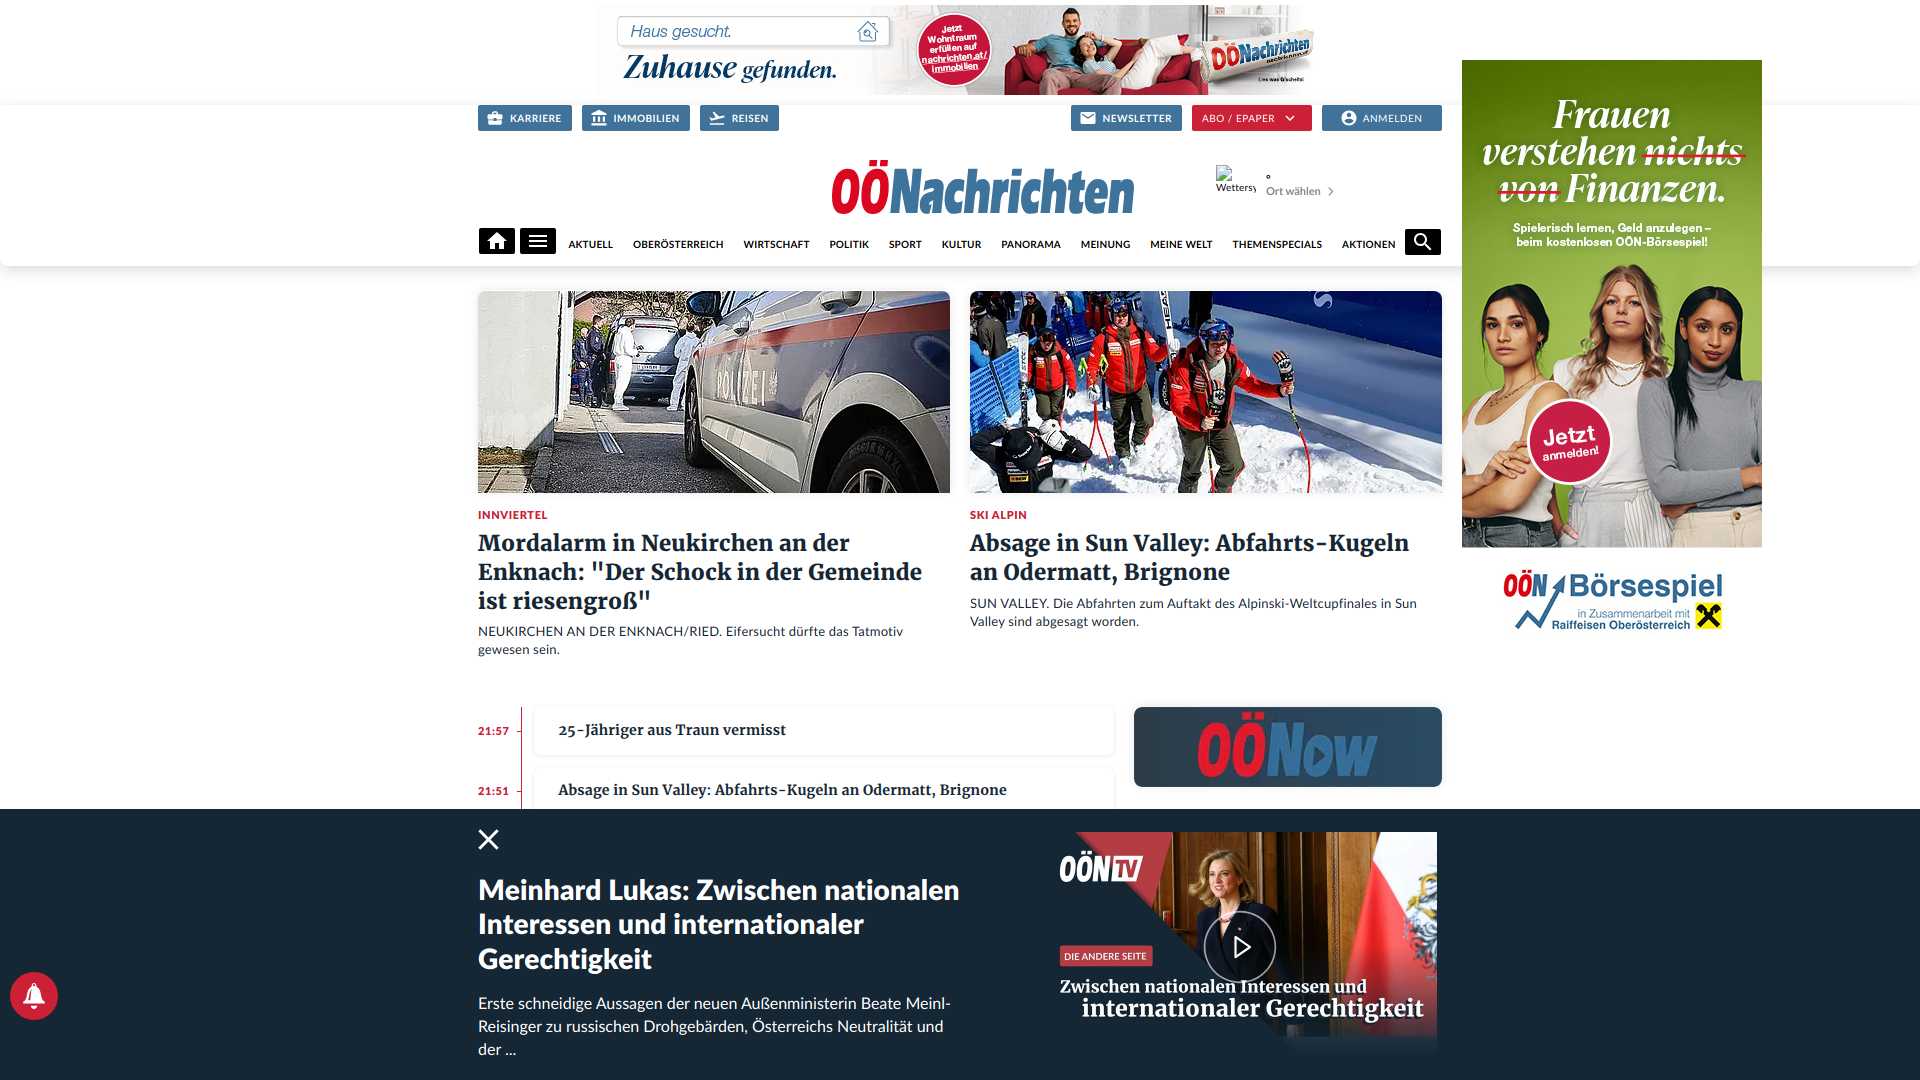 Haus gesucht.
Zuhause gefunden.
Jetzt
Wohntraum
erfüllen auf
nachrichten.at/
immobilien
OÖNachrichten
Lies was G'scheits!
KARRIERE
IMMOBILIEN
REISEN
NEWSLETTER
ABO / EPAPER
ANMELDEN
OÖNachrichten
Wettersy
°
Ort wählen
AKTUELL
OBERÖSTERREICH
WIRTSCHAFT
POLITIK
SPORT
KULTUR
PANORAMA
MEINUNG
MEINE WELT
THEMENSPECIALS
AKTIONEN
Frauen
verstehen nichts
von Finanzen.
Spielerisch lernen, Geld anzulegen –
beim kostenlosen OÖN-Börsespiel!
Jetzt
anmelden!
OÖN Börsespiel
in Zusammenarbeit mit
Raiffeisen Oberösterreich
POLIZEI
HEAD
INNVIERTEL
Mordalarm in Neukirchen an der
Enknach: "Der Schock in der Gemeinde
ist riesengroß"
NEUKIRCHEN AN DER ENKNACH/RIED. Eifersucht dürfte das Tatmotiv
gewesen sein.
SKI ALPIN
Absage in Sun Valley: Abfahrts-Kugeln
an Odermatt, Brignone
SUN VALLEY. Die Abfahrten zum Auftakt des Alpinski-Weltcupfinales in Sun
Valley sind abgesagt worden.
21:57
25-Jähriger aus Traun vermisst
21:51
Absage in Sun Valley: Abfahrts-Kugeln an Odermatt, Brignone
OÖNow
Meinhard Lukas: Zwischen nationalen
Interessen und internationaler
Gerechtigkeit
Erste schneidige Aussagen der neuen Außenministerin Beate Meinl-
Reisinger zu russischen Drohgebärden, Österreichs Neutralität und
der ...
OÖN TV
DIE ANDERE SEITE
Zwischen nationalen Interessen und
internationaler Gerechtigkeit